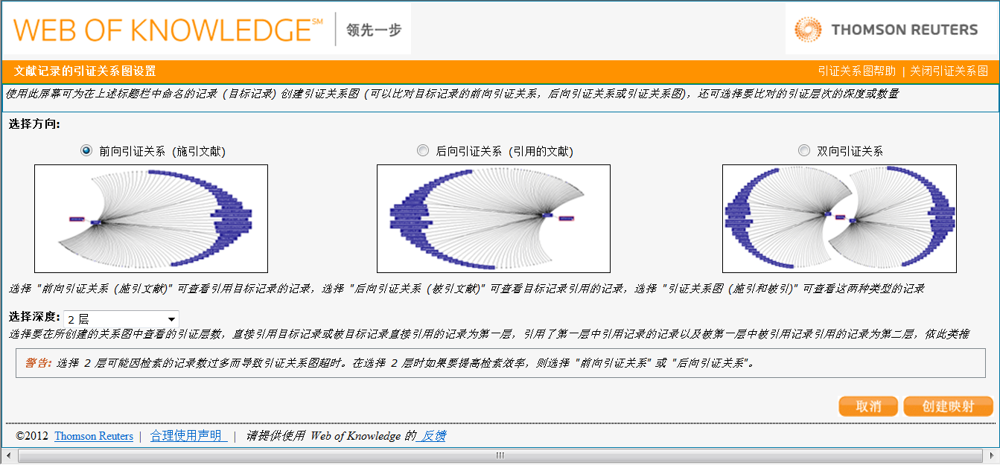 WEB OF KNOWLEDGE℠ 领先一步
THOMSON REUTERS
文献记录的引证关系图设置
引证关系图帮助 | 关闭引证关系图
使用此屏幕可为在上述标题栏中命名的记录 (目标记录) 创建引证关系图 (可以比对目标记录的前向引证关系，后向引证关系或引证关系图)，还可选择要比对的引证层次的深度或数量
选择方向:
前向引证关系 (施引文献)
后向引证关系 (引用的文献)
双向引证关系
选择 "前向引证关系 (施引文献)" 可查看引用目标记录的记录，选择 "后向引证关系 (被引文献)" 可查看目标记录引用的记录，选择 "引证关系图 (施引和被引)" 可查看这两种类型的记录
选择深度: 2 层
选择要在所创建的关系图中查看的引证层数，直接引用目标记录或被目标记录直接引用的记录为第一层，引用了第一层中引用记录的记录以及被第一层中被引用记录引用的记录为第二层，依此类推
警告: 选择 2 层可能因检索的记录数过多而导致引证关系图超时。在选择 2 层时如果要提高检索效率，则选择 "前向引证关系" 或 "后向引证关系"。
取消 创建映射
©2012 Thomson Reuters | 合理使用声明 | 请提供使用 Web of Knowledge 的 反馈